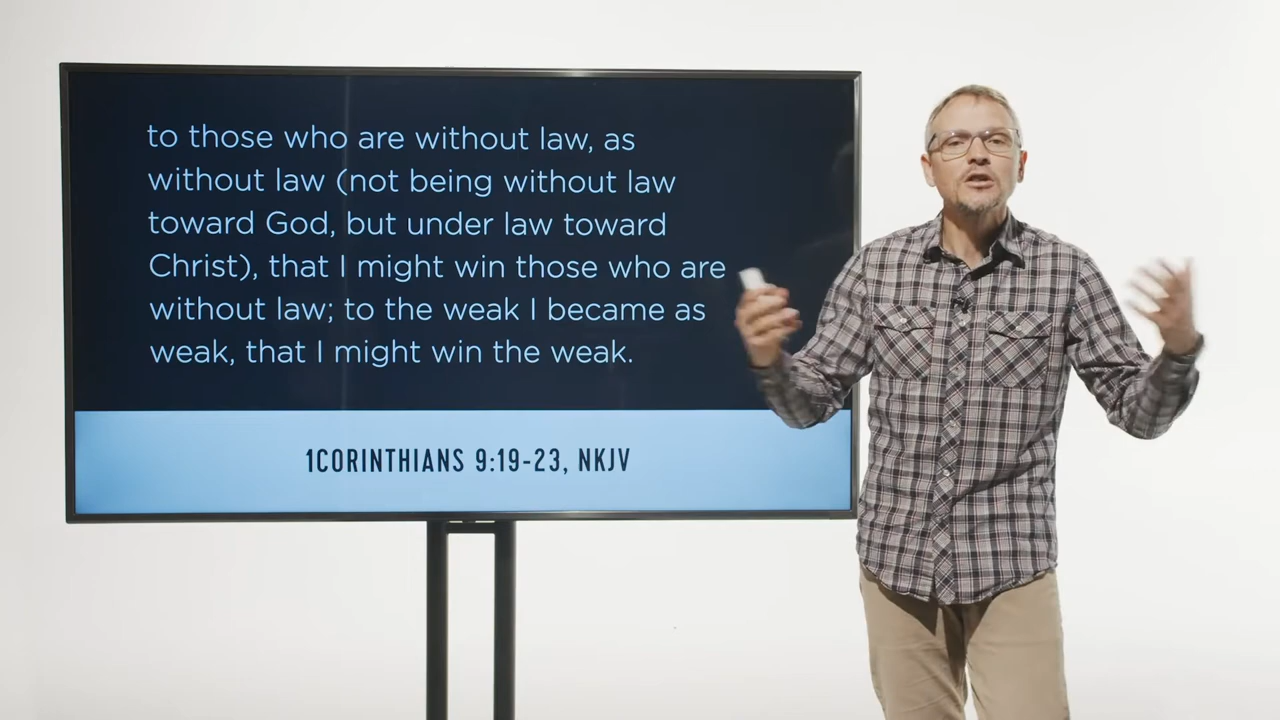 to those who are without law, as
without law (not being without law
toward God, but under law toward
Christ), that I might win those who are
without law; to the weak I became as
weak, that I might win the weak.
1CORINTHIANS 9:19-23, NKJV